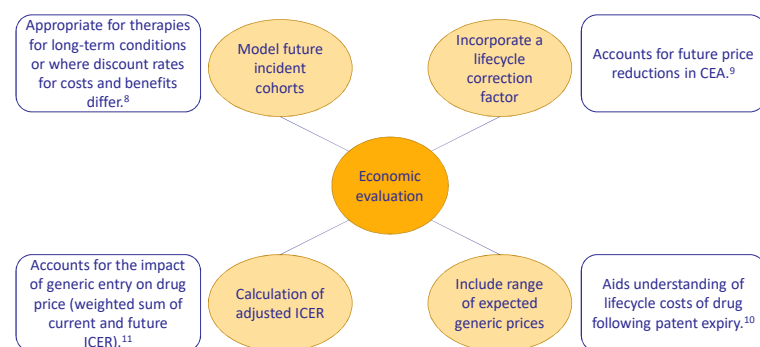 Appropriate for therapies
for long-term conditions
or where discount rates
for costs and benefits
differ.⁸
Model future
incident
cohorts
Incorporate a
lifecycle
correction
factor
Accounts for future price
reductions in CEA.⁹
Economic
evaluation
Accounts for the impact
of generic entry on drug
price (weighted sum of
current and future
ICER).¹¹
Calculation of
adjusted ICER
Include range
of expected
generic prices
Aids understanding of
lifecycle costs of drug
following patent expiry.¹⁰